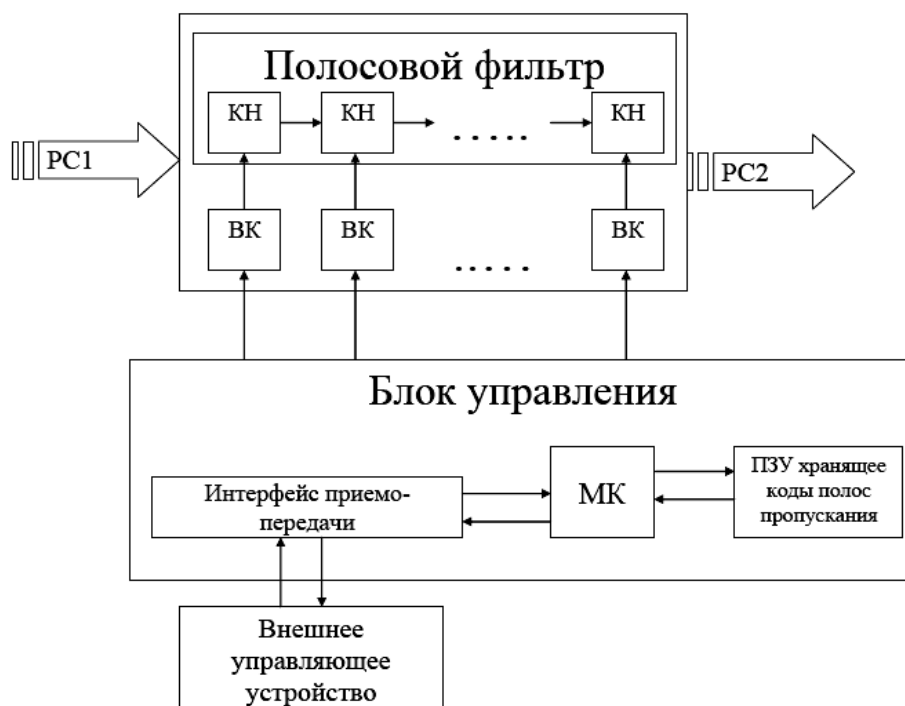 Полосовой фильтр
КН
КН
.....
КН
РС1
РС2
ВК
ВК
.....
ВК
Блок управления
Интерфейс приемо-
передачи
МК
ПЗУ хранящее
коды полос
пропускания
Внешнее
управляющее
устройство